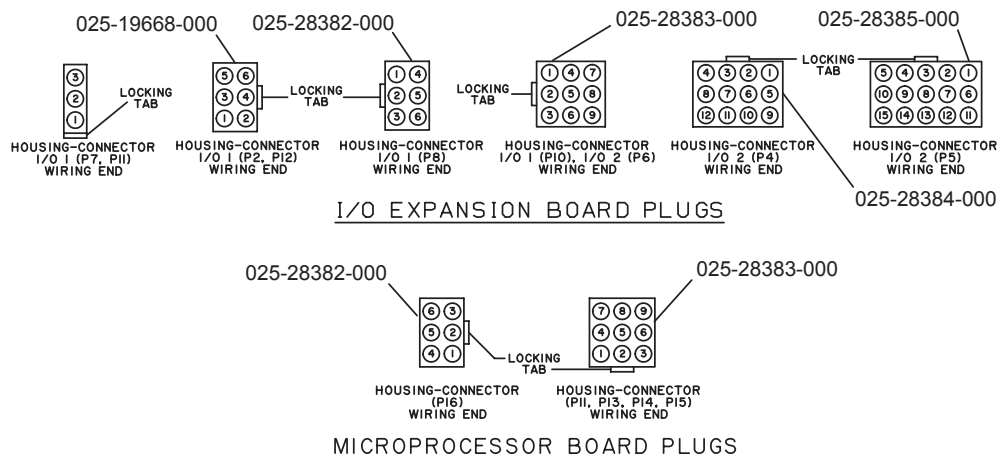 025-19668-000
025-28382-000
025-28383-000
025-28385-000
3
2
1
LOCKING
TAB
HOUSING-CONNECTOR
I/O 1 (P7, P11)
WIRING END
5 6
3 4
1 2
LOCKING
TAB
HOUSING-CONNECTOR
I/O 1 (P2, P12)
WIRING END
1 4
2 5
3 6
HOUSING-CONNECTOR
I/O 1 (P8)
WIRING END
LOCKING
TAB
1 4 7
2 5 8
3 6 9
HOUSING-CONNECTOR
I/O 1 (P10), I/O 2 (P6)
WIRING END
4 3 2 1
8 7 6 5
12 11 10 9
LOCKING
TAB
HOUSING-CONNECTOR
I/O 2 (P4)
WIRING END
5 4 3 2 1
10 9 8 7 6
15 14 13 12 11
HOUSING-CONNECTOR
I/O 2 (P5)
WIRING END
025-28384-000
I/O EXPANSION BOARD PLUGS
025-28382-000
025-28383-000
6 3
5 2
4 1
LOCKING
TAB
7 8 9
4 5 6
1 2 3
HOUSING-CONNECTOR
(P16)
WIRING END
HOUSING-CONNECTOR
(P11, P13, P14, P15)
WIRING END
MICROPROCESSOR BOARD PLUGS